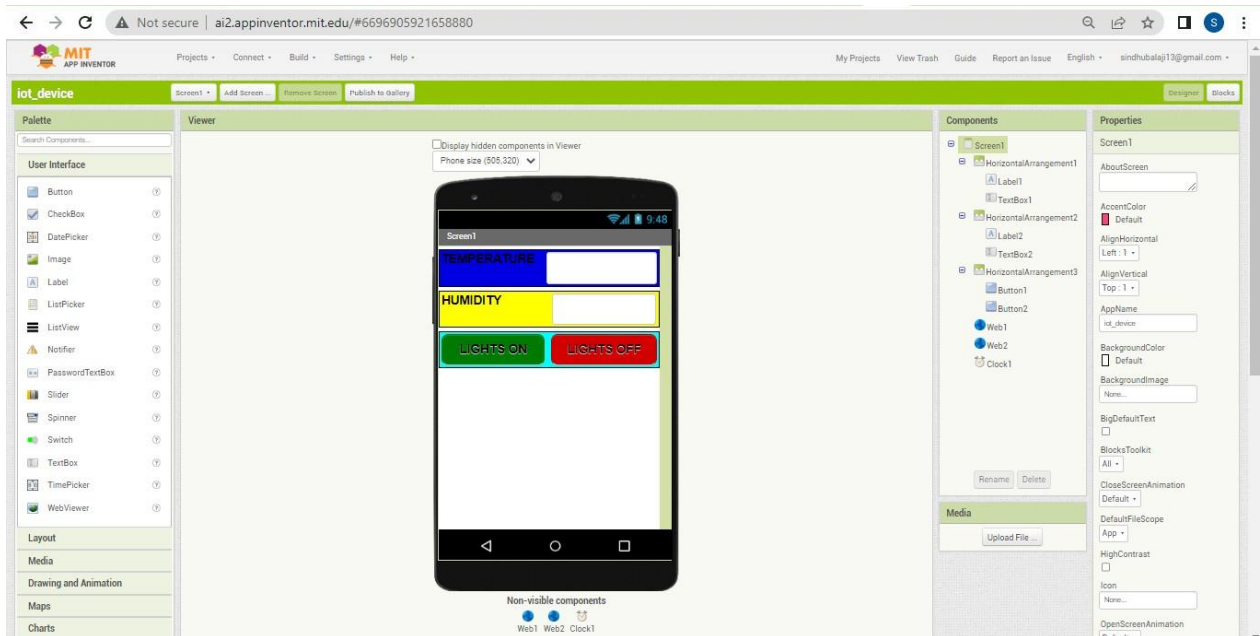 Not secure | ai2.appinventor.mit.edu/#6696905921658880
S
MIT
APP INVENTOR
Projects Connect Build Settings Help
My Projects View Trash Guide Report an Issue English sindhubalaji13@gmail.com
iot_device
Screen1 Add Screen ... Remove Screen Publish to Gallery
Designer Blocks
Palette
Search Components...
User Interface
Button
CheckBox
DatePicker
Image
Label
ListPicker
ListView
Notifier
PasswordTextBox
Slider
Spinner
Switch
TextBox
TimePicker
WebViewer
Layout
Media
Drawing and Animation
Maps
Charts
Viewer
Display hidden components in Viewer
Phone size (505,320)
9:48
Screen1
TEMPERATURE
HUMIDITY
LIGHTS ON LIGHTS OFF
Non-visible components
Web1 Web2 Clock1
Components
Screen1
HorizontalArrangement1
Label1
TextBox1
HorizontalArrangement2
Label2
TextBox2
HorizontalArrangement3
Button1
Button2
Web1
Web2
Clock1
Rename Delete
Media
Upload File ...
Properties
Screen1
AboutScreen
AccentColor
Default
AlignHorizontal
Left : 1
AlignVertical
Top : 1
AppName
iot_device
BackgroundColor
Default
BackgroundImage
None...
BigDefaultText
BlocksToolkit
All
CloseScreenAnimation
Default
DefaultFileScope
App
HighContrast
Icon
None...
OpenScreenAnimation